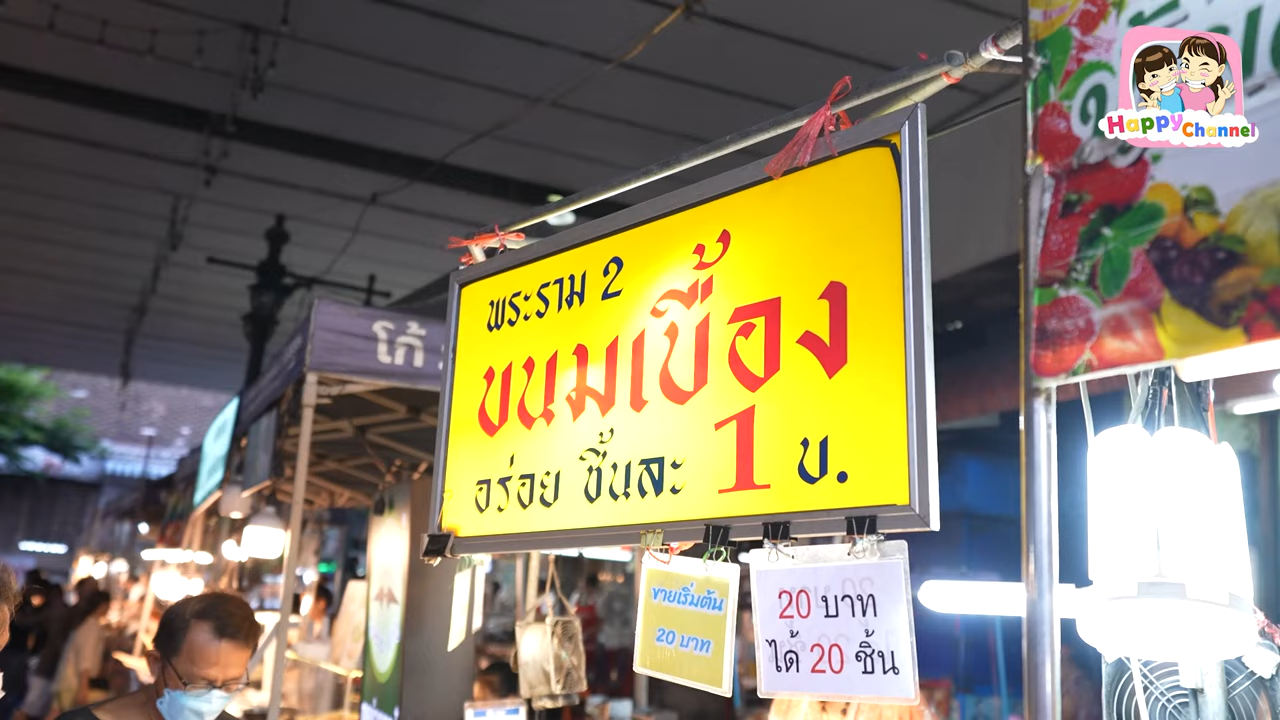 พระราม 2
ขนมเบื้อง
อร่อย ชิ้นละ 1 บ.
ขายเริ่มต้น
20 บาท
20 บาท
ได้ 20 ชิ้น
โก้
Happy Channel